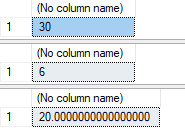 (No column name)
1 30
(No column name)
1 6
(No column name)
1 20.0000000000000000